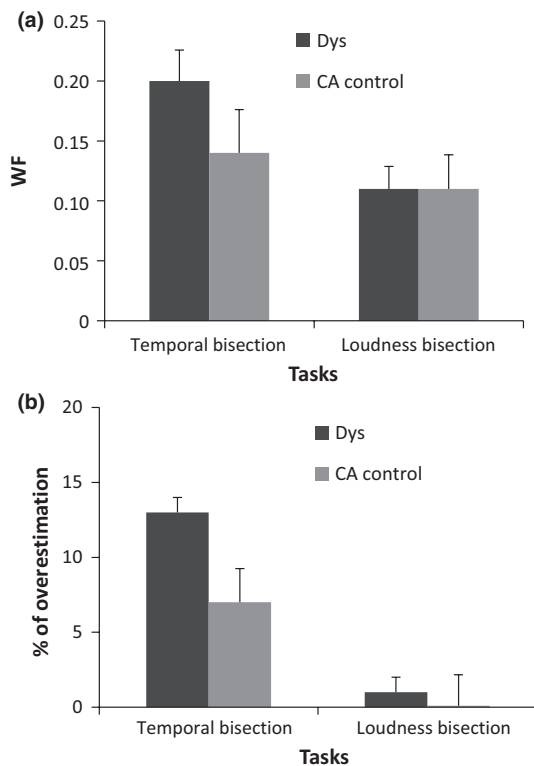 (a)
0.25
0.20
0.15
0.10
0.05
0
WF
Dys
CA control
Temporal bisection Loudness bisection
Tasks
(b)
20
15
10
5
0
% of overestimation
Dys
CA control
Temporal bisection Loudness bisection
Tasks